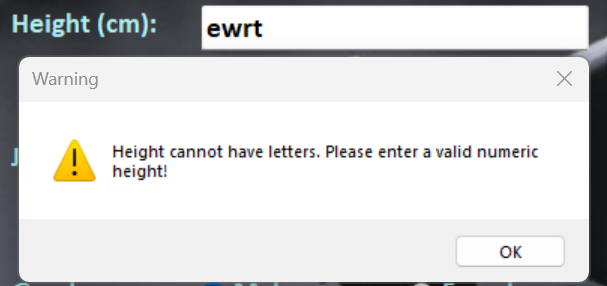 Height (cm):
ewrt
Warning
Height cannot have letters. Please enter a valid numeric
height!
OK